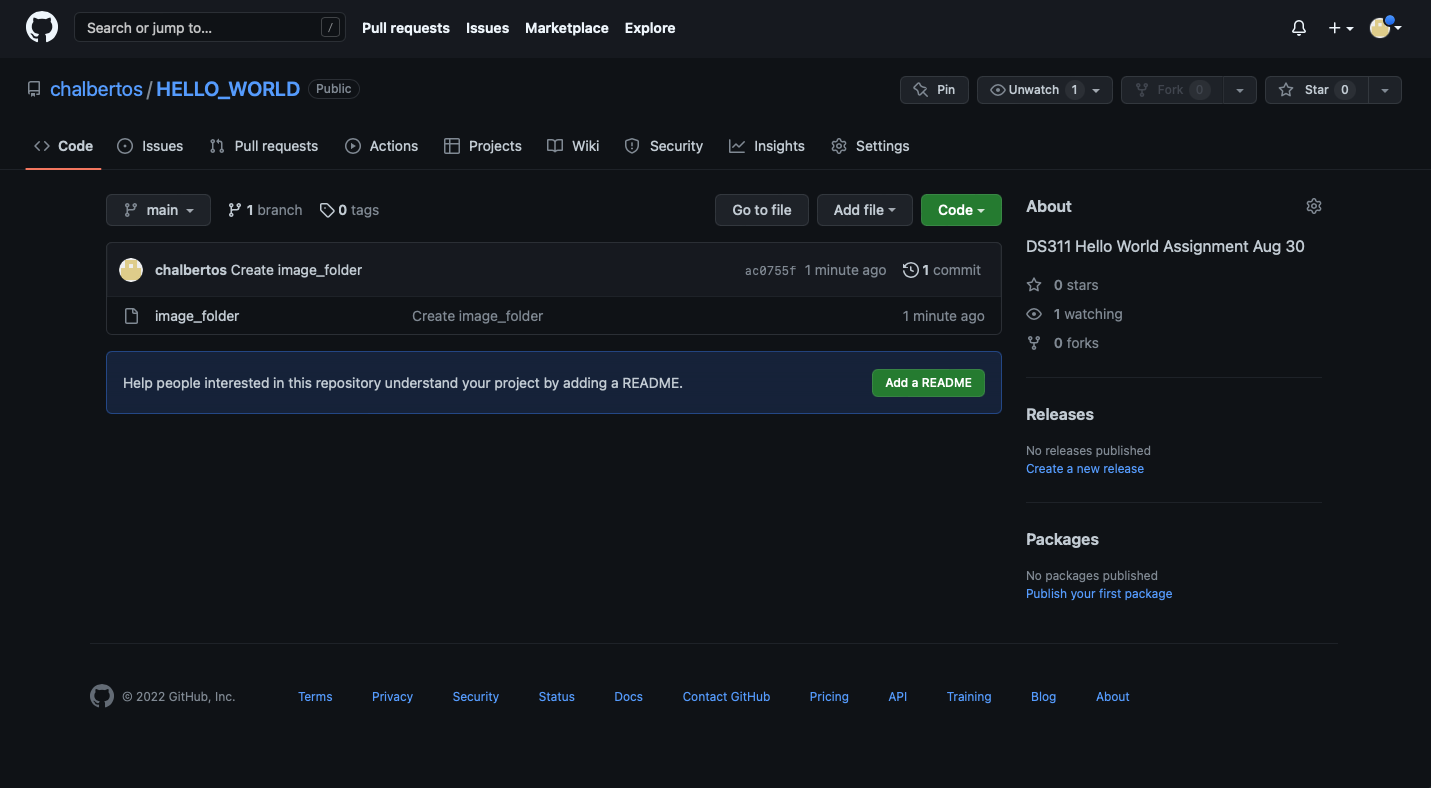 Search or jump to... / Pull requests Issues Marketplace Explore
chalbertos / HELLO_WORLD Public Pin Unwatch 1 Fork 0 Star 0
Code Issues Pull requests Actions Projects Wiki Security Insights Settings
main 1 branch 0 tags Go to file Add file Code
chalbertos Create image_folder ac0755f 1 minute ago 1 commit
image_folder Create image_folder 1 minute ago
Help people interested in this repository understand your project by adding a README. Add a README
About
DS311 Hello World Assignment Aug 30
0 stars
1 watching
0 forks
Releases
No releases published
Create a new release
Packages
No packages published
Publish your first package
© 2022 GitHub, Inc. Terms Privacy Security Status Docs Contact GitHub Pricing API Training Blog About